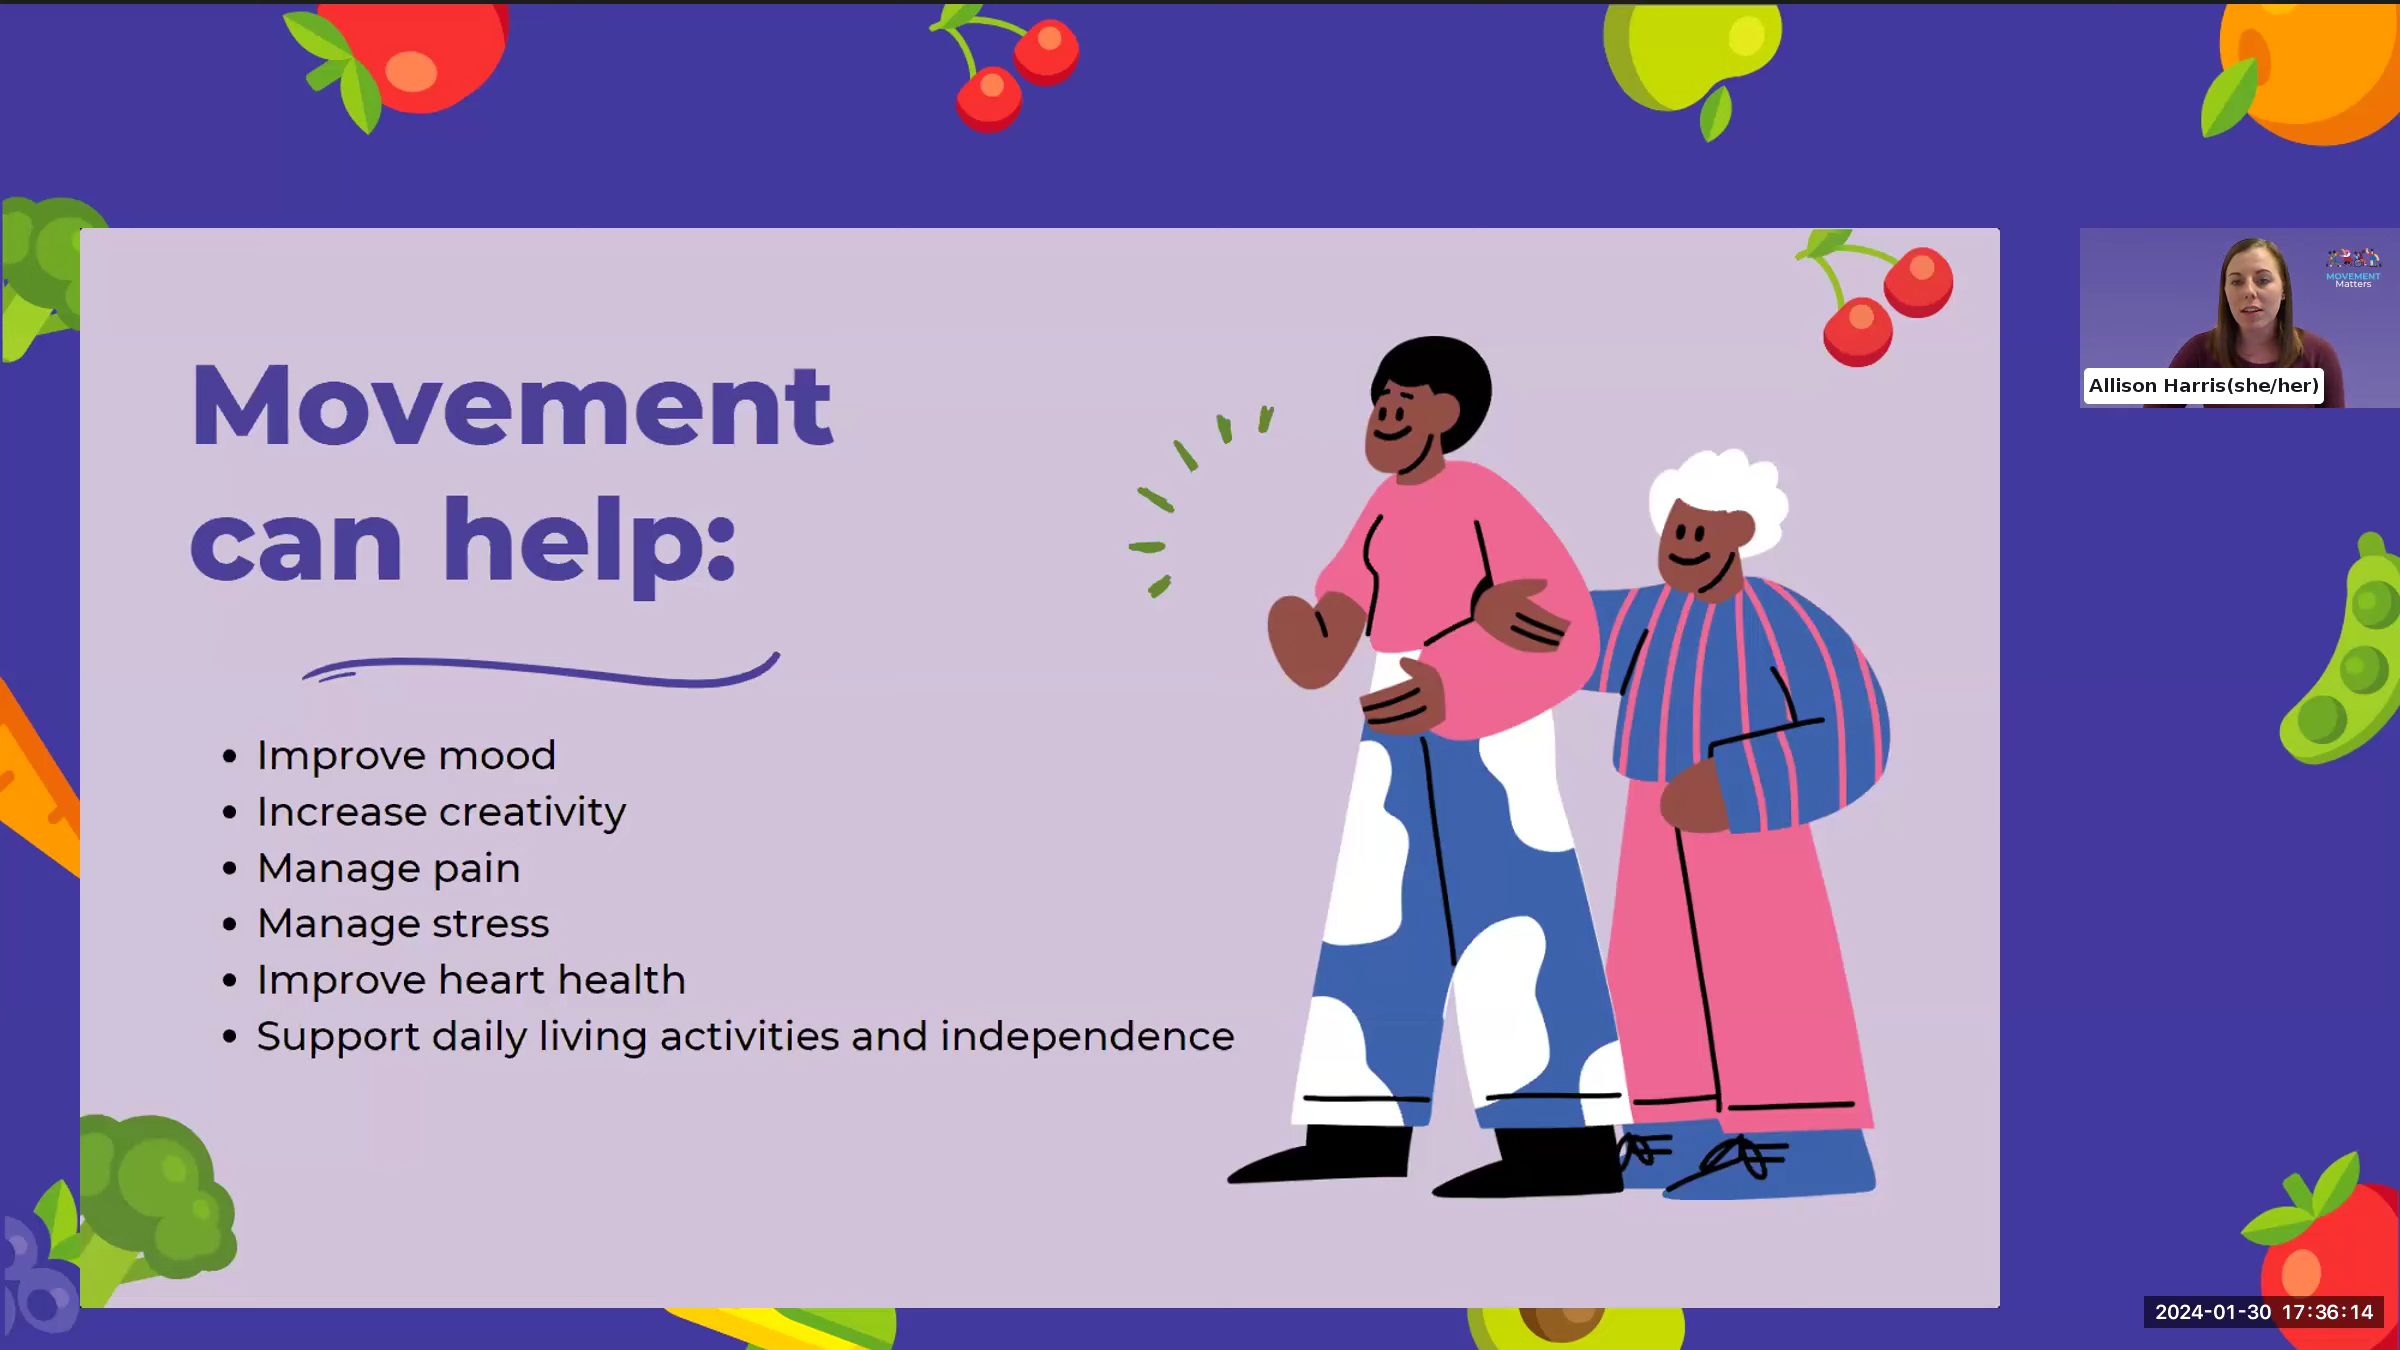 Movement
can help:
• Improve mood
• Increase creativity
• Manage pain
• Manage stress
• Improve heart health
• Support daily living activities and independence
MOVEMENT
Matters
Allison Harris(she/her)
2024-01-30 17:36:14